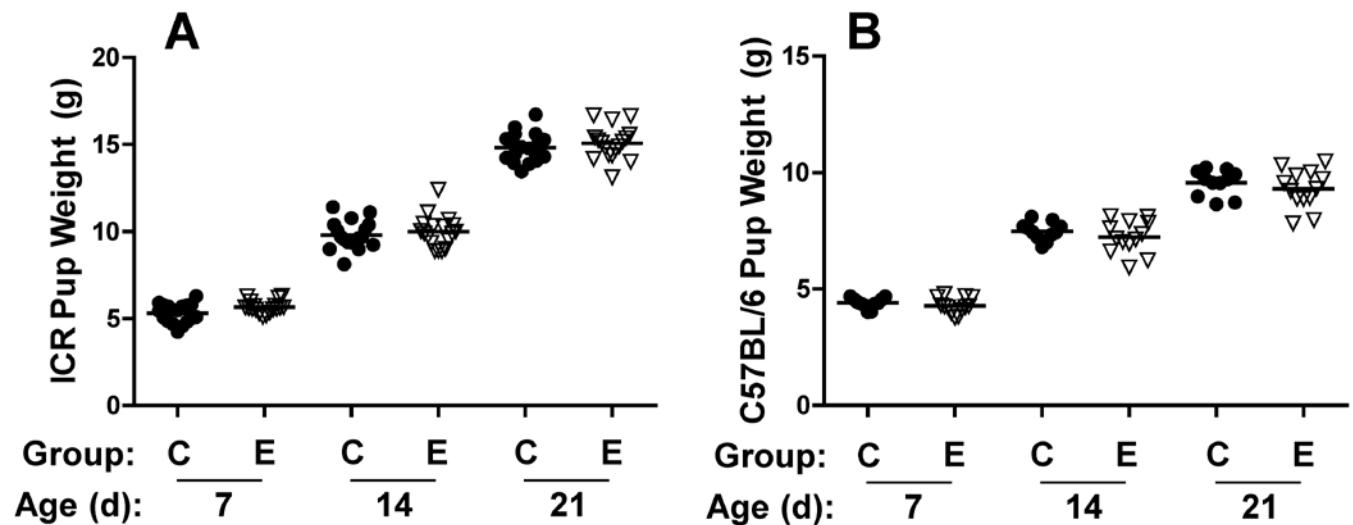 A
ICR Pup Weight (g)
20
15
10
5
0
Group: C E C E C E
Age (d): 7 14 21
B
C57BL/6 Pup Weight (g)
15
10
5
0
Group: C E C E C E
Age (d): 7 14 21